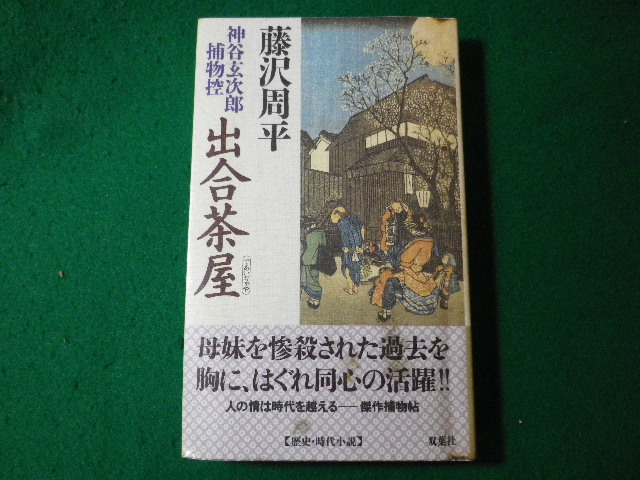 藤沢周平
神谷玄次郎
捕物控
出合茶屋
であいぢゃや
母妹を惨殺された過去を
胸に、はぐれ同心の活躍!!
人の情は時代を越える──傑作捕物帖
【歴史・時代小説】
双葉社